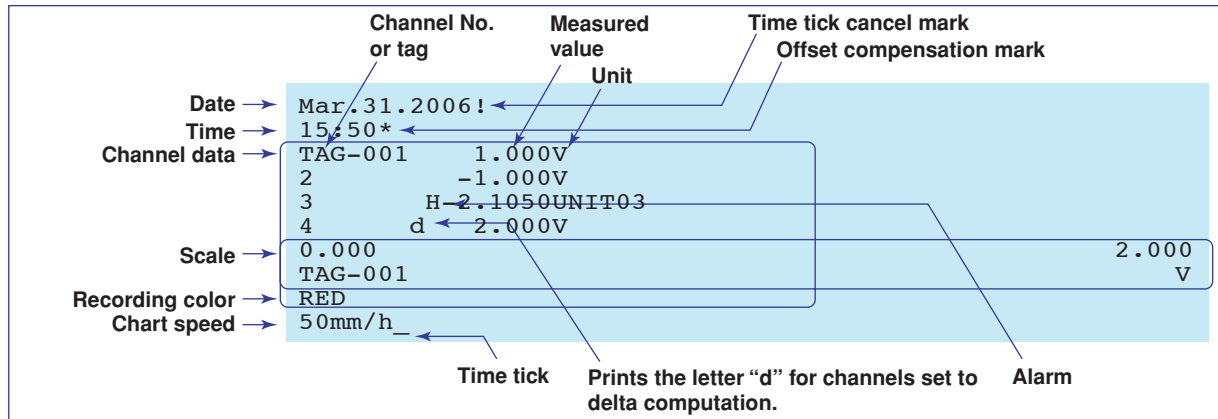 Channel No. or tag
Measured value
Unit
Time tick cancel mark
Offset compensation mark
Date
Mar.31.2006!
Time
15:50*
Channel data
TAG-001 1.000V
2 -1.000V
3 H-2.1050UNIT03
4 d 2.000V
Scale
0.000 2.000
TAG-001 V
Recording color
RED
Chart speed
50mm/h_
Time tick
Prints the letter “d” for channels set to
delta computation.
Alarm